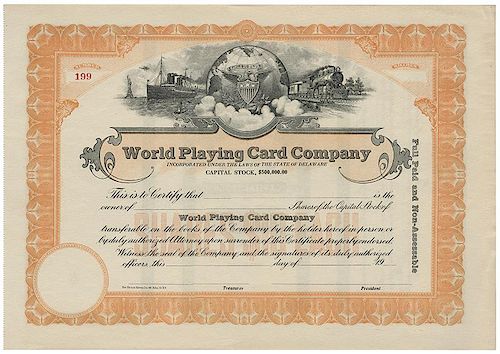 NUMBER
SHARES
199
World Playing Card Company
INCORPORATED UNDER THE LAWS OF THE STATE OF DELAWARE
CAPITAL STOCK, $500,000.00
Full Paid and Non-Assessable
This is to Certify that is the
owner of Shares of the Capital Stock of
World Playing Card Company
transferable on the books of the Company by the holder hereof in person or
by duly authorized Attorney upon surrender of this Certificate properly endorsed.
Witness the seal of the Company and the signatures of its duly authorized
officers, this day of 19
Treasurer President